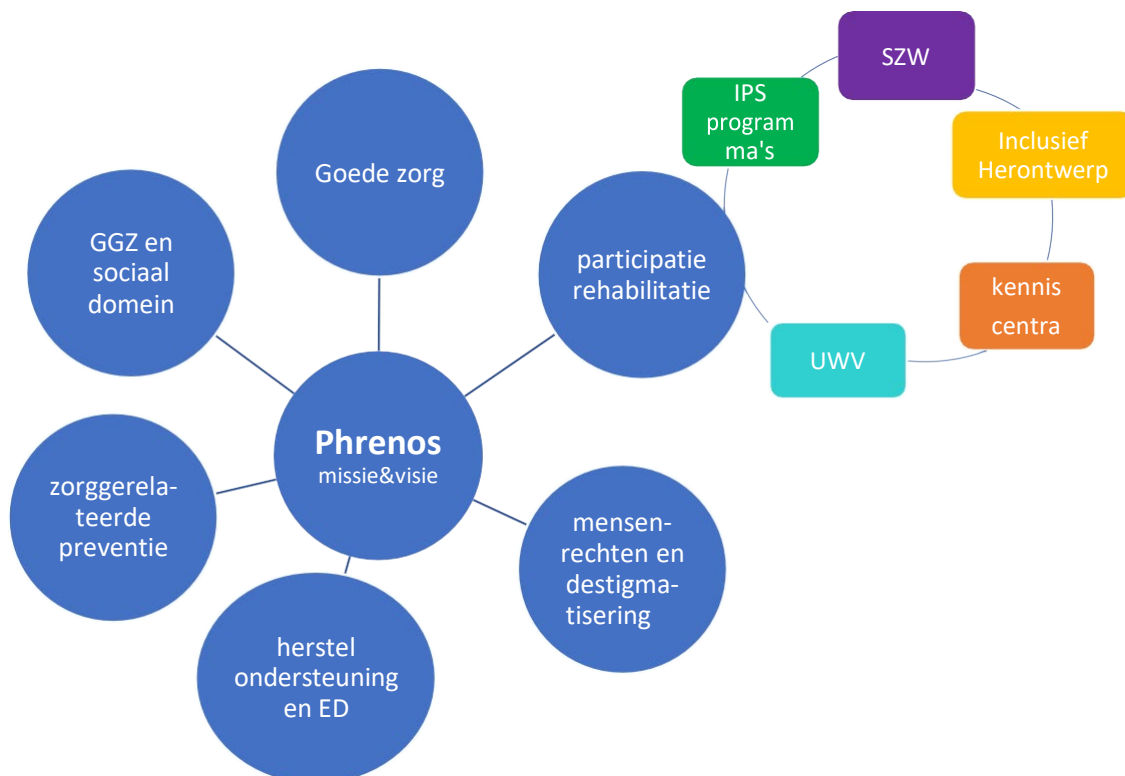 SZW
IPS
program
ma's
Inclusief
Herontwerp
Goede zorg
GGZ en
sociaal
domein
participatie
rehabilitatie
kennis
centra
UWV
Phrenos
missie&visie
zorggerela-
teerde
preventie
mensen-
rechten en
destigma-
tisering
herstel
ondersteuning
en ED